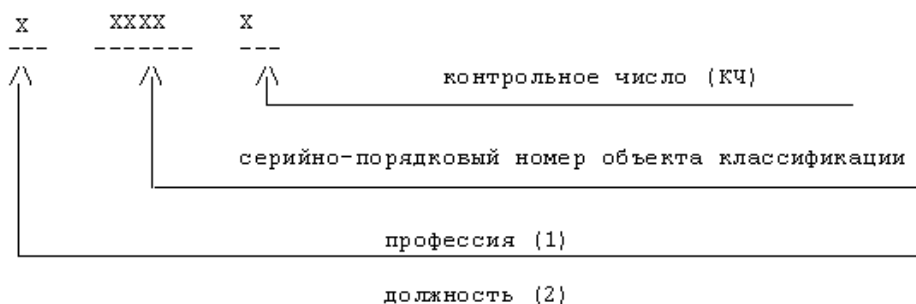 X XXXX X
--- ------- ---
/\ /\ /\
контрольное число (КЧ)
серийно-порядковый номер объекта классификации
профессия (1)
должность (2)